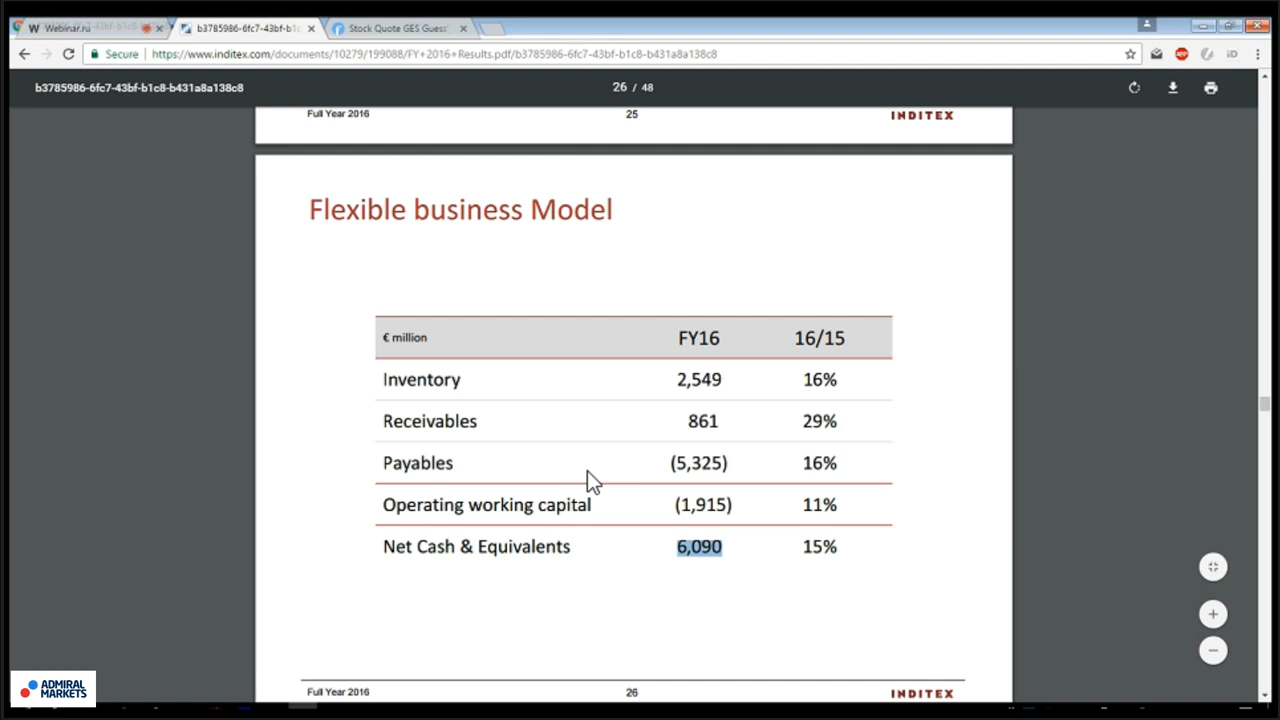 Webinar.ru
b3785986-6fc7-43bf-b1c8
Stock Quote GES Guess
Secure
https://www.inditex.com/documents/10279/199088/FY+2016+Results.pdf/b3785986-6fc7-43bf-b1c8-b431a8a138c8
b3785986-6fc7-43bf-b1c8-b431a8a138c8
26 / 48
Full Year 2016 25 INDITEX
Flexible business Model
€ million FY16 16/15
Inventory 2,549 16%
Receivables 861 29%
Payables (5,325) 16%
Operating working capital (1,915) 11%
Net Cash & Equivalents 6,090 15%
Full Year 2016 26 INDITEX
ADMIRAL
MARKETS